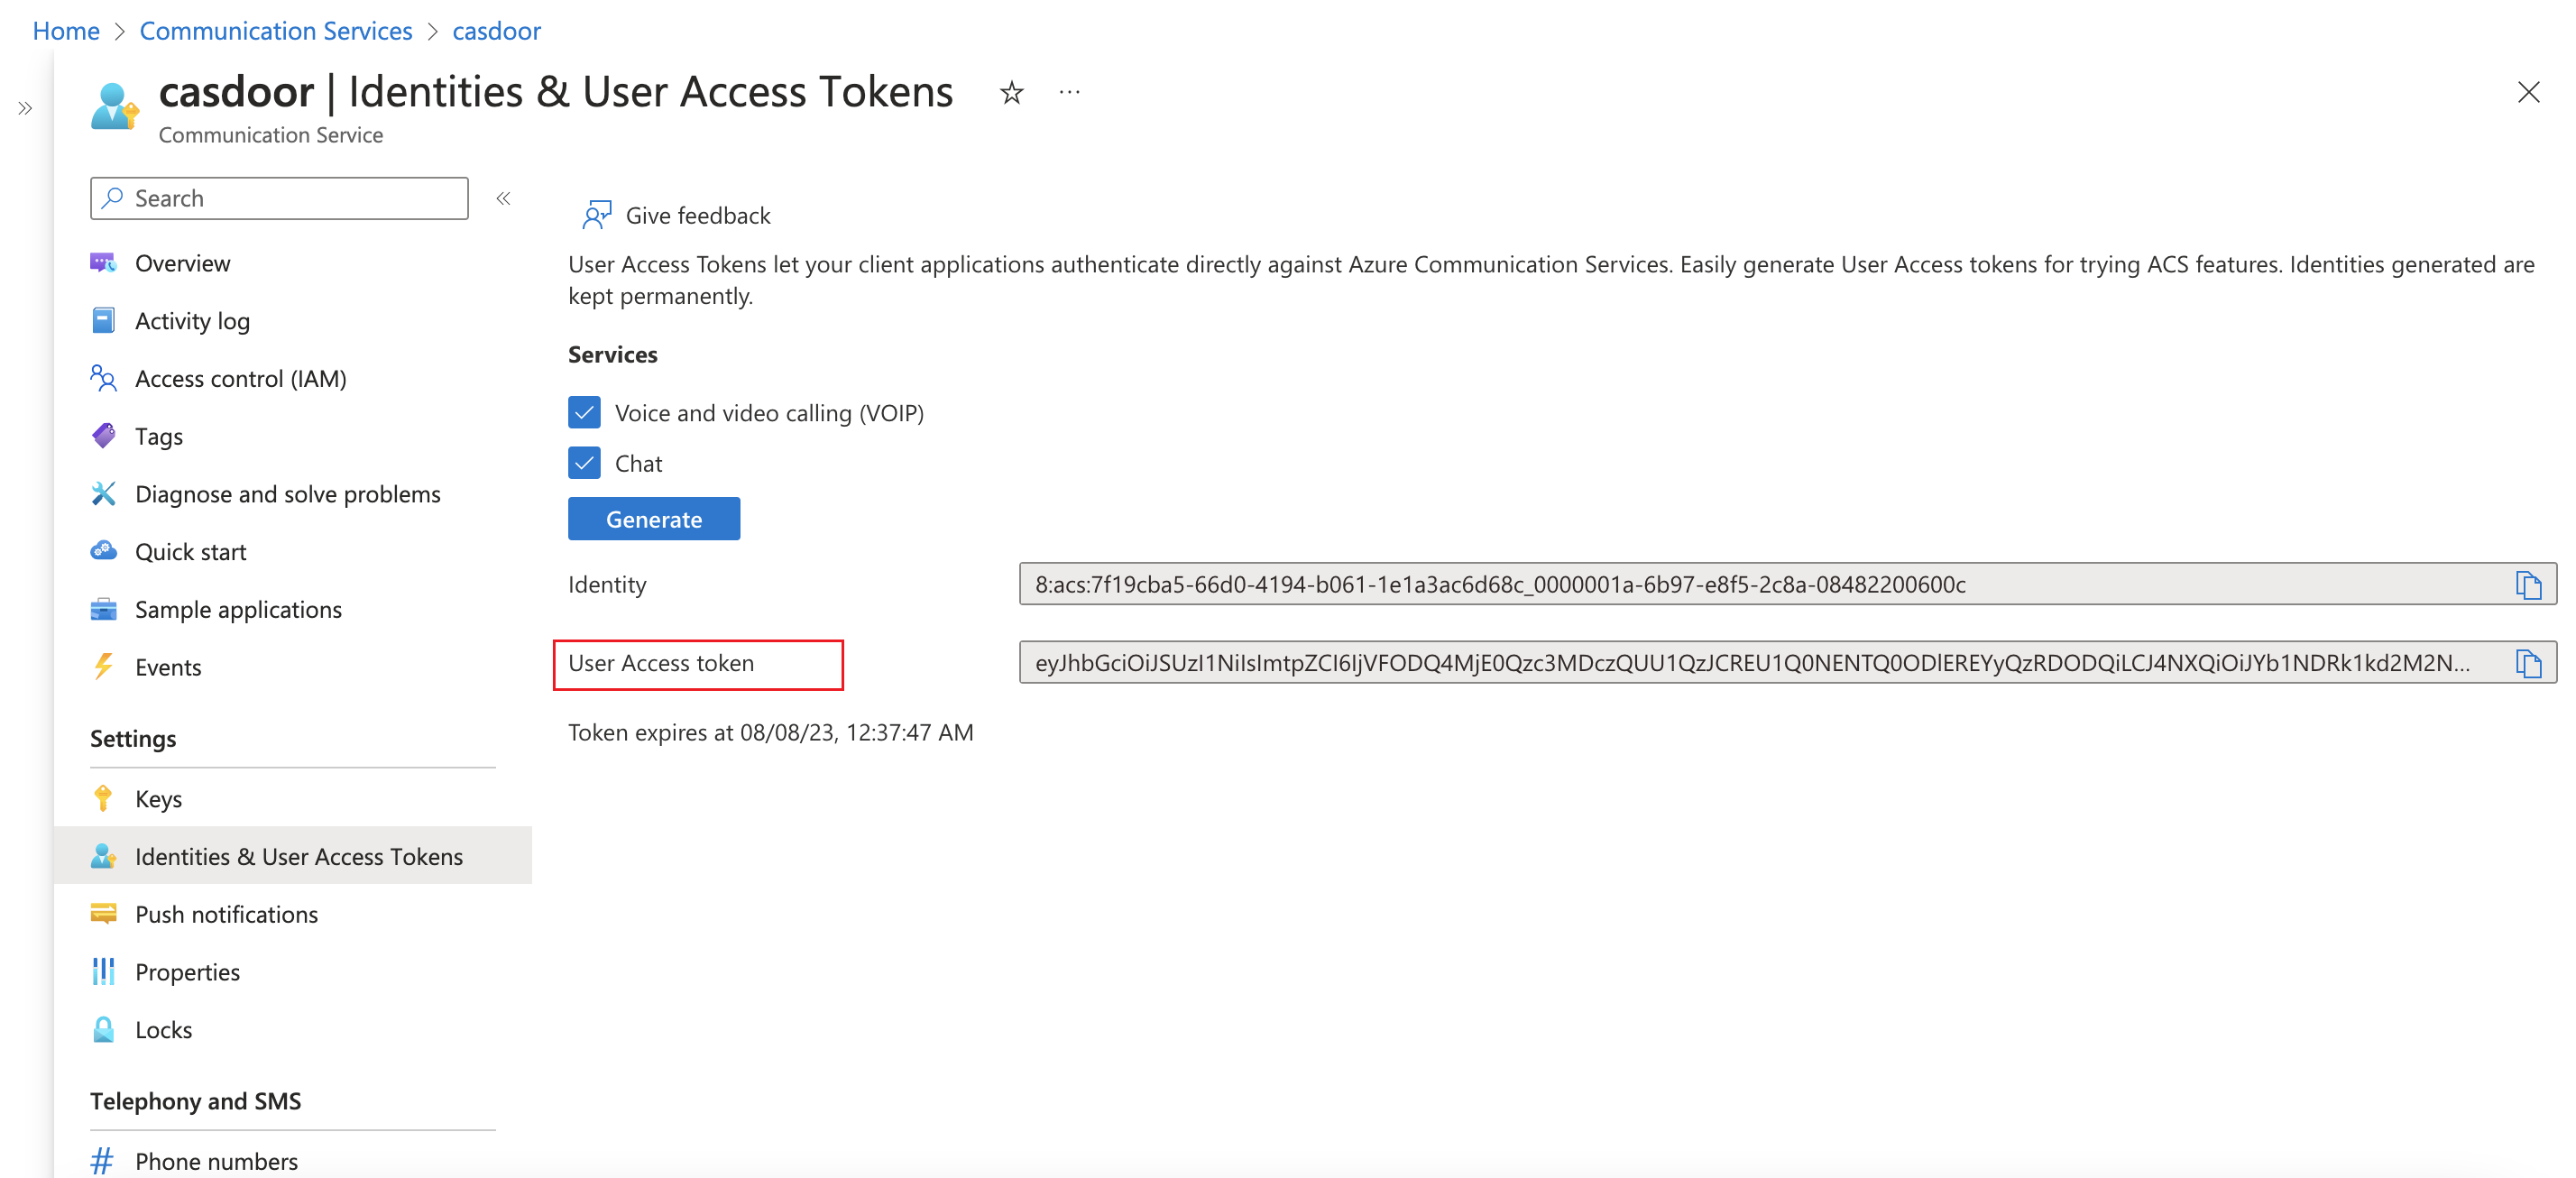 Home > Communication Services > casdoor
casdoor | Identities & User Access Tokens
Communication Service
Search
Overview
Activity log
Access control (IAM)
Tags
Diagnose and solve problems
Quick start
Sample applications
Events
Settings
Keys
Identities & User Access Tokens
Push notifications
Properties
Locks
Telephony and SMS
# Phone numbers
Give feedback
User Access Tokens let your client applications authenticate directly against Azure Communication Services. Easily generate User Access tokens for trying ACS features. Identities generated are
kept permanently.
Services
Voice and video calling (VOIP)
Chat
Generate
Identity
8:acs:7f19cba5-66d0-4194-b061-1e1a3ac6d68c_0000001a-6b97-e8f5-2c8a-08482200600c
User Access token
eyJhbGciOiJSUzI1NiIsImtpZCI6IjVFODQ4MjE0Qzc3MDczQUU1QzJCREU1Q0NENTQ0ODlEREYyQzRDODQiLCJ4NXQiOiJYb1NDRk1kd2M2N...
Token expires at 08/08/23, 12:37:47 AM